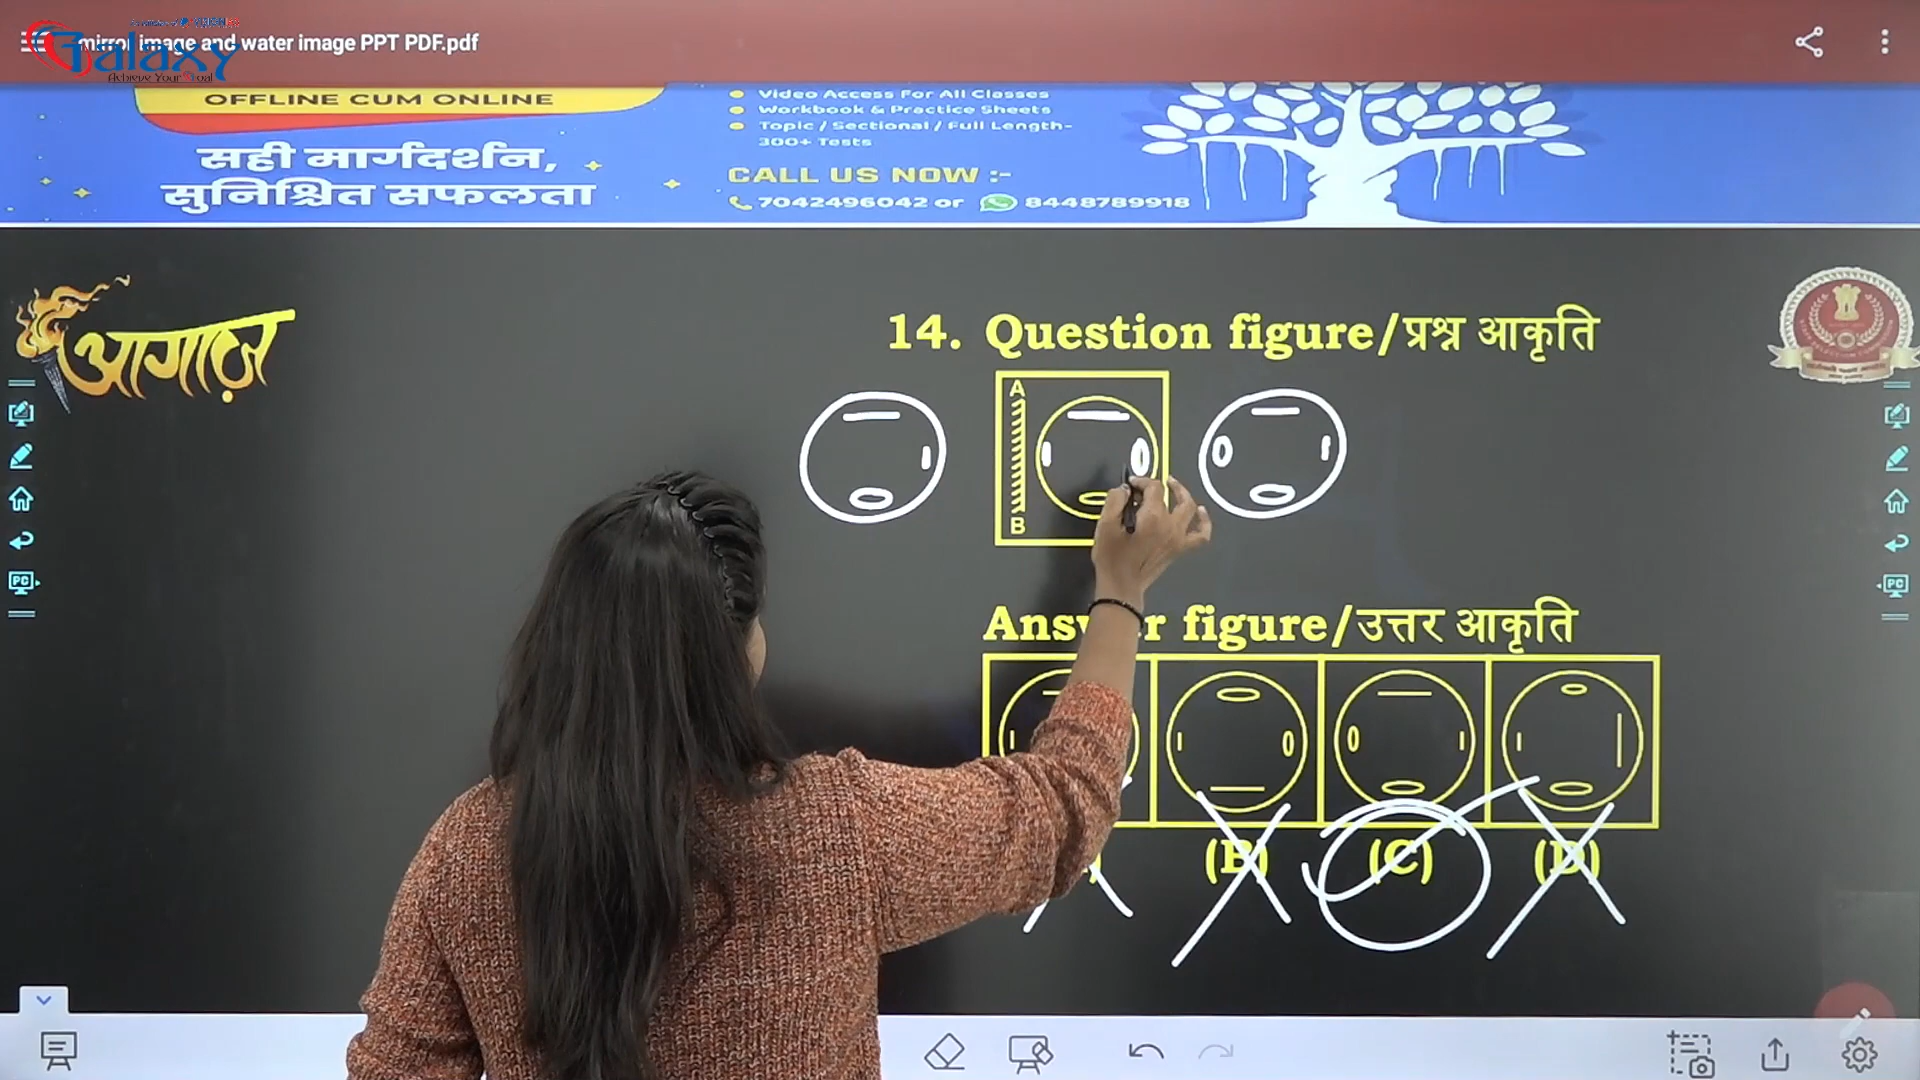 Galaxy
Achieve Your Goal
mirror image and water image PPT PDF.pdf
OFFLINE CUM ONLINE
सही मार्गदर्शन,
सुनिश्चित सफलता
Video Access For All Classes
Workbook & Practice Sheets
Topic / Sectional / Full Length-
300+ Tests
CALL US NOW :-
7042496042 or 8448789918
आगाज़
14. Question figure/प्रश्न आकृति
A
B
figure/उत्तर आकृति
(B) (C) (D)
PC
PC